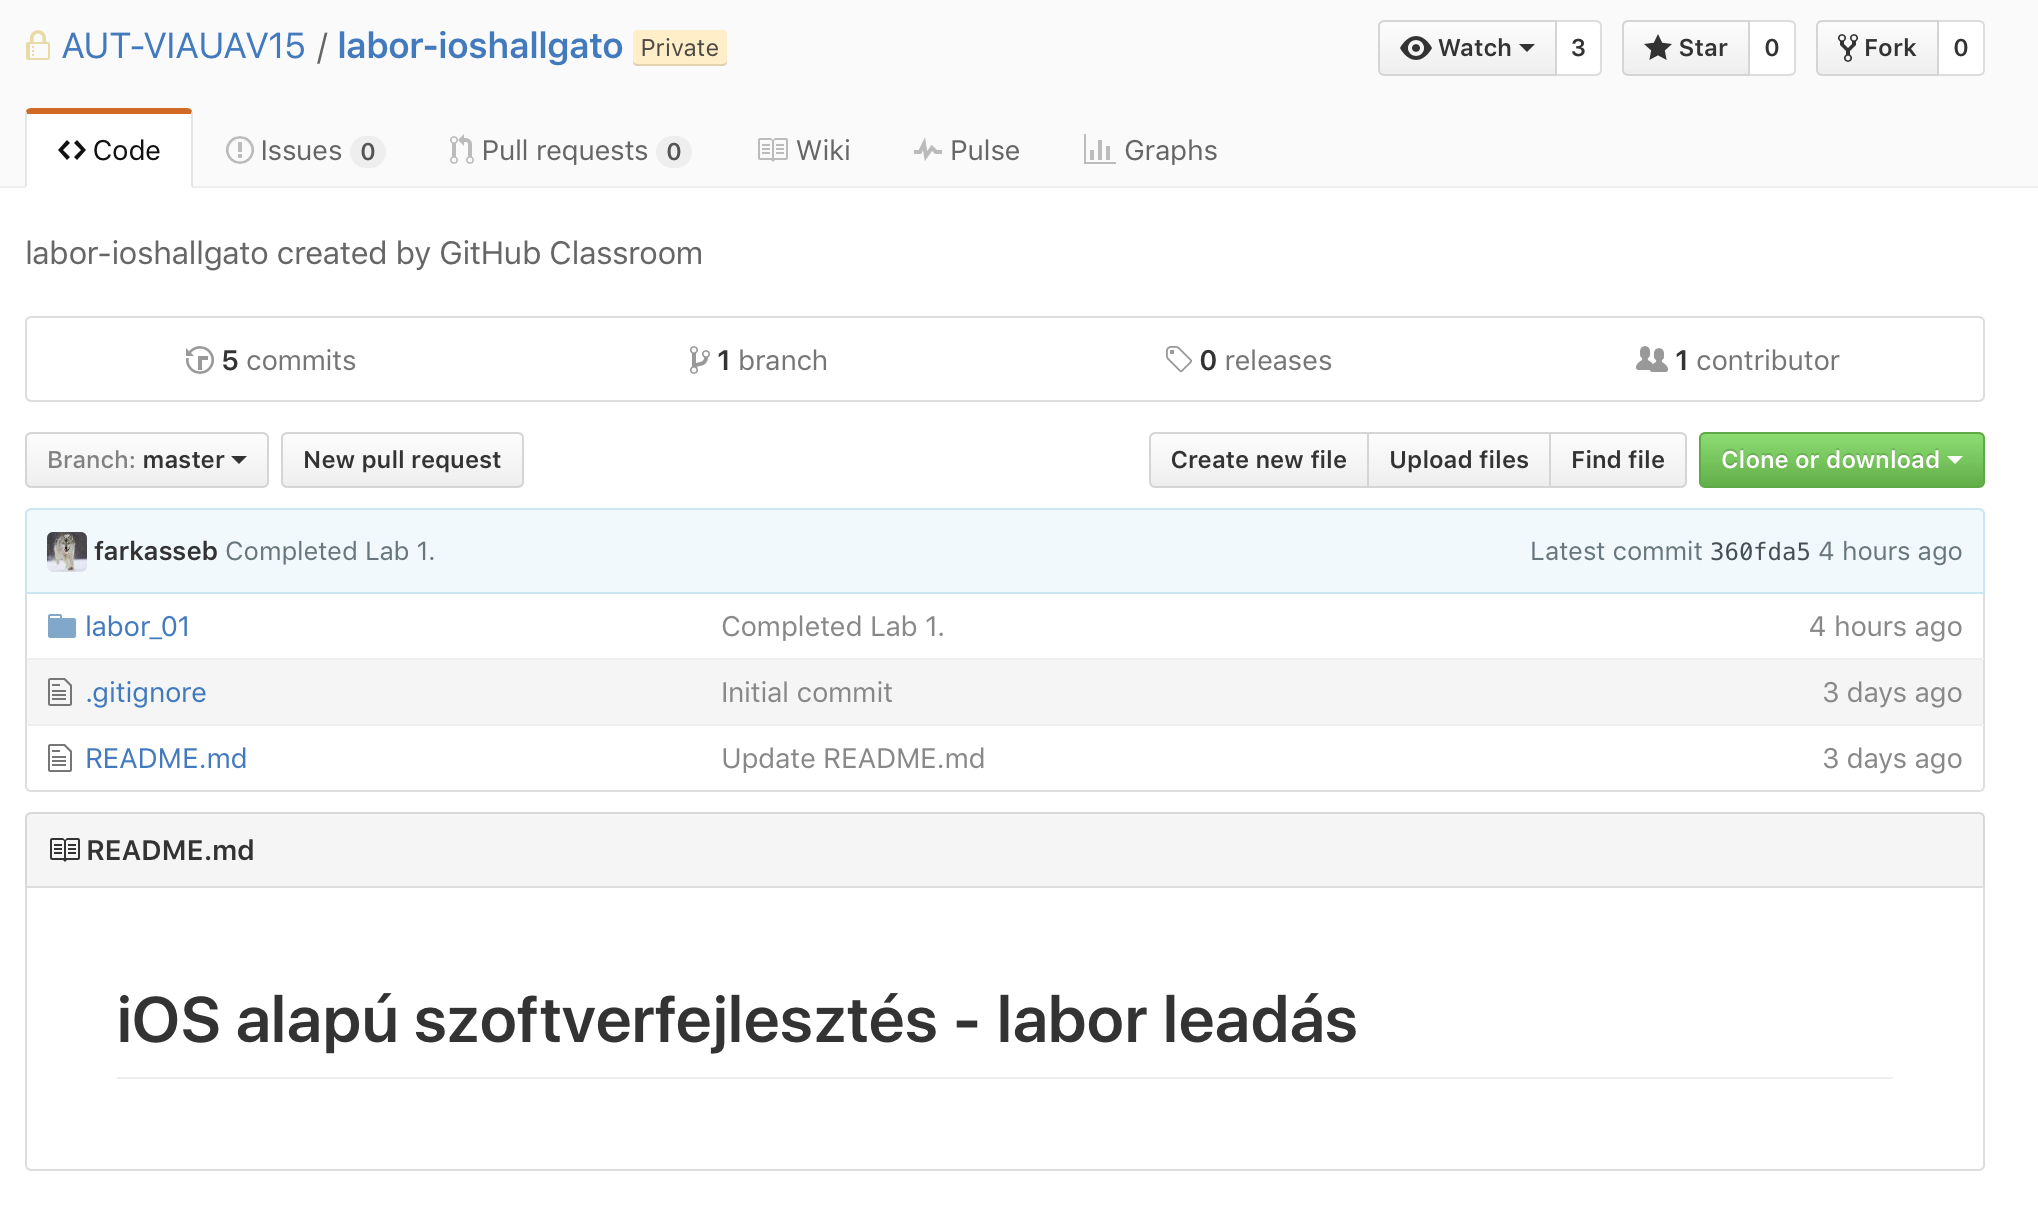 AUT-VIAUAV15 / labor-ioshallgato Private Watch 3 Star 0 Fork 0
Code Issues 0 Pull requests 0 Wiki Pulse Graphs
labor-ioshallgato created by GitHub Classroom
5 commits 1 branch 0 releases 1 contributor
Branch: master New pull request Create new file Upload files Find file Clone or download
farkasseb Completed Lab 1. Latest commit 360fda5 4 hours ago
labor_01 Completed Lab 1. 4 hours ago
.gitignore Initial commit 3 days ago
README.md Update README.md 3 days ago
README.md
iOS alapú szoftverfejlesztés - labor leadás